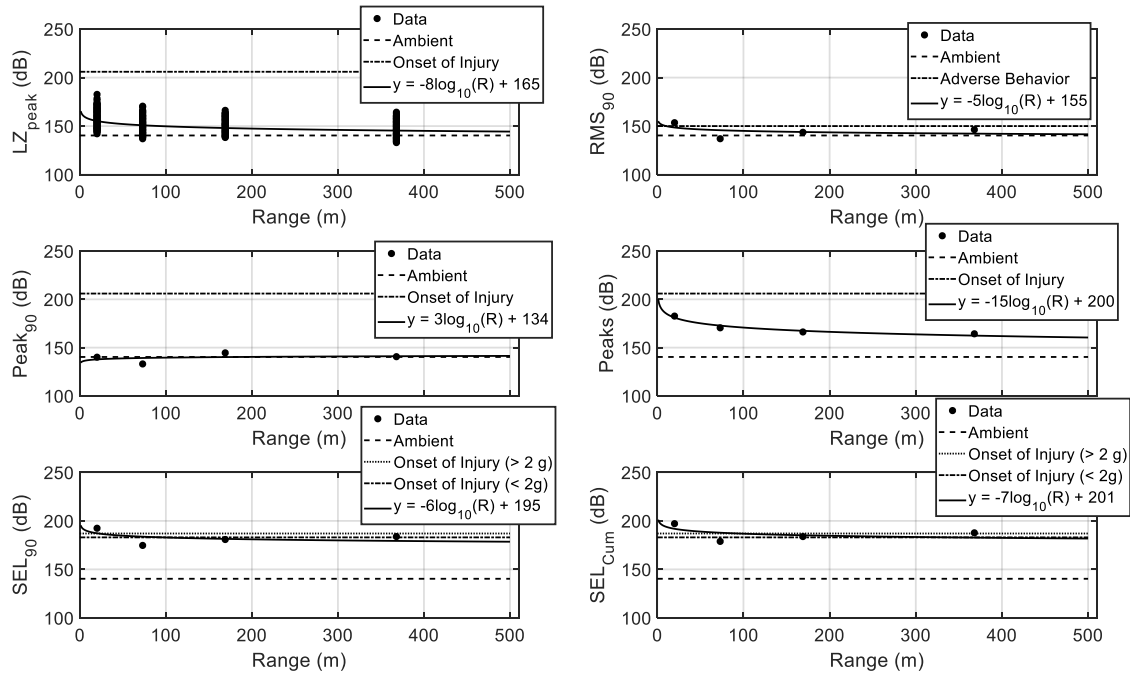 LZpeak (dB)
250
200
150
100
0 100 200 300 400 500
Range (m)
Data
Ambient
Onset of Injury
y = -8log10(R) + 165
RMS90 (dB)
250
200
150
100
0 100 200 300 400 500
Range (m)
Data
Ambient
Adverse Behavior
y = -5log10(R) + 155
Peak90 (dB)
250
200
150
100
0 100 200 300 400 500
Range (m)
Data
Ambient
Onset of Injury
y = 3log10(R) + 134
Peaks (dB)
250
200
150
100
0 100 200 300
Range (m)
Data
Ambient
Onset of Injury
y = -15log10(R) + 200
SEL90 (dB)
250
200
150
100
0 100 200 300 400 500
Range (m)
Data
Ambient
Onset of Injury (> 2 g)
Onset of Injury (< 2g)
y = -6log10(R) + 195
SELCum (dB)
250
200
150
100
0 100 200 300 400 500
Range (m)
Data
Ambient
Onset of Injury (> 2 g)
Onset of Injury (< 2g)
y = -7log10(R) + 201